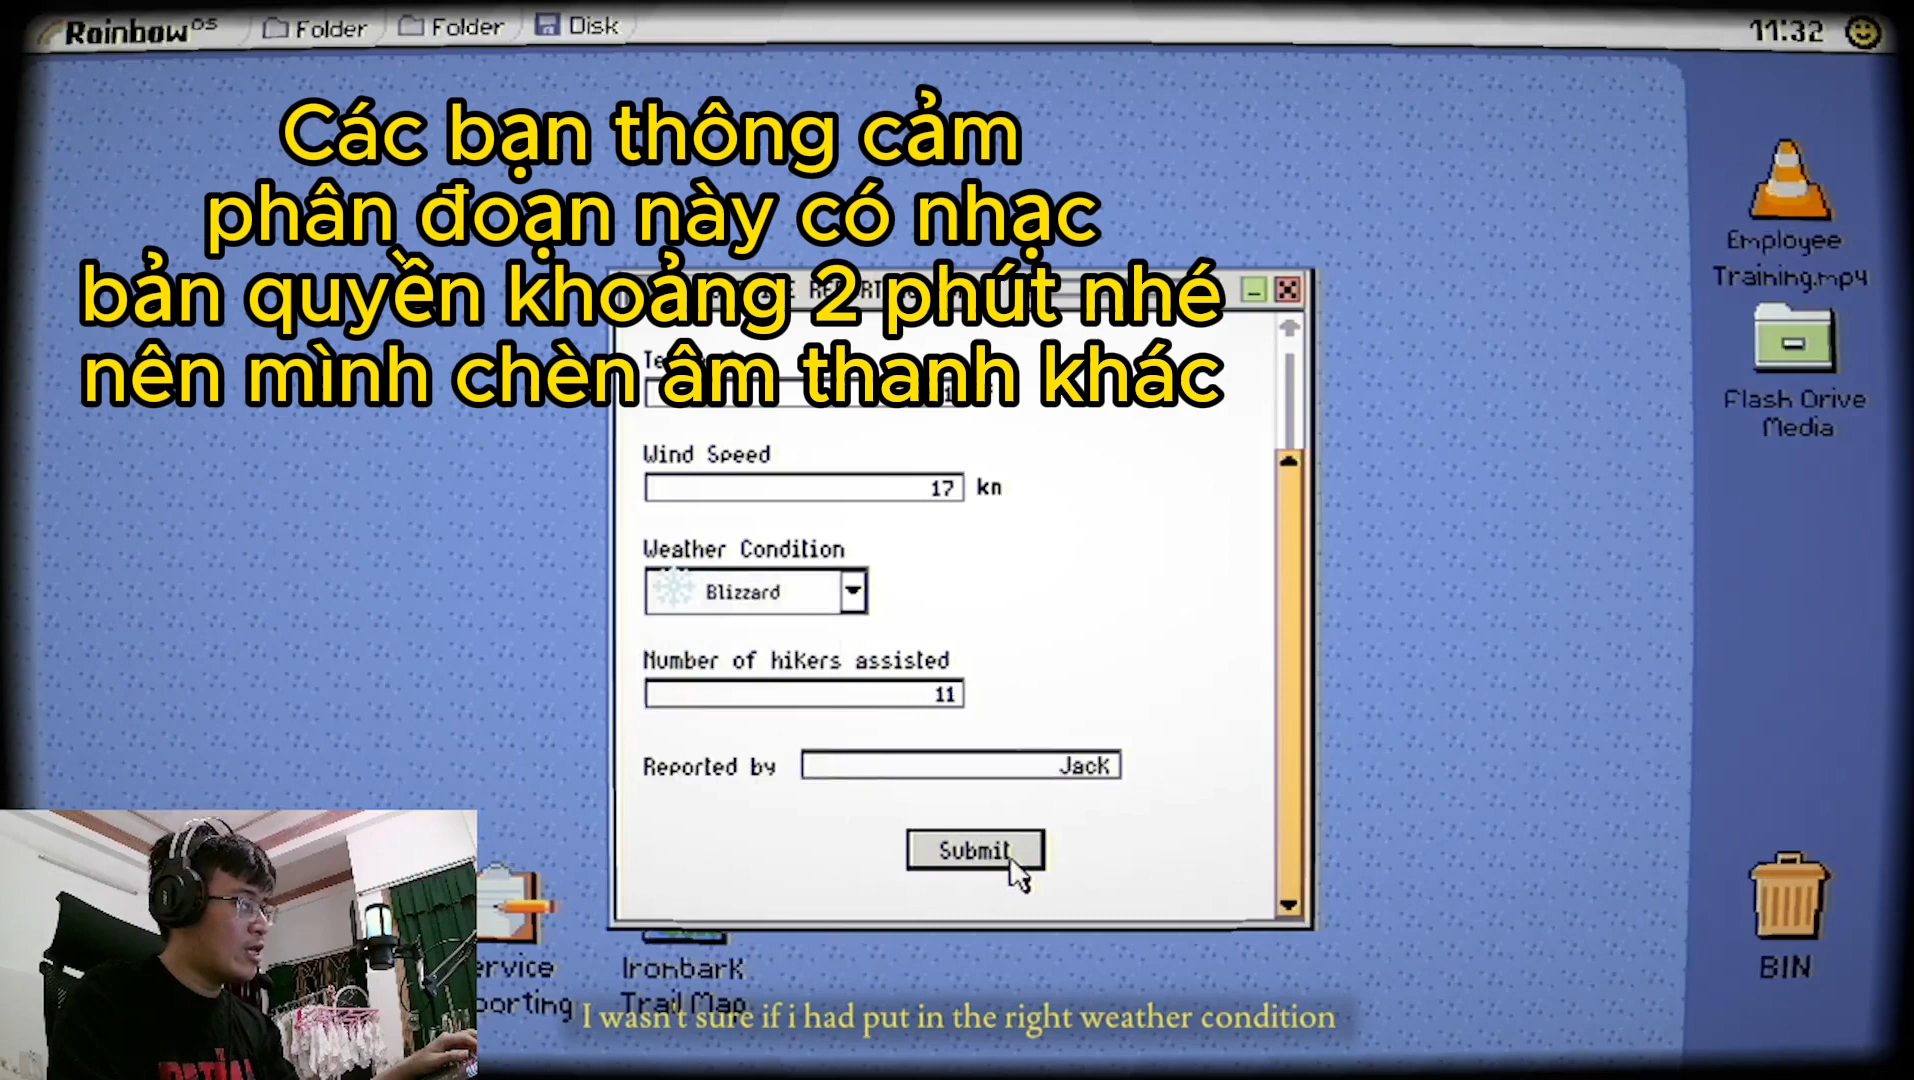 Rainbow OS
Folder
Folder
Disk
11:32
Các bạn thông cảm
phân đoạn này có nhạc
bản quyền khoảng 2 phút nhé
nên mình chèn âm thanh khác
Employee
Training.mp4
Flash Drive
Media
Wind Speed
17 kn
Weather Condition
Blizzard
Number of hikers assisted
11
Reported by Jack
Submit
BIN
Ironbark
Trail Map
I wasn't sure if i had put in the right weather condition